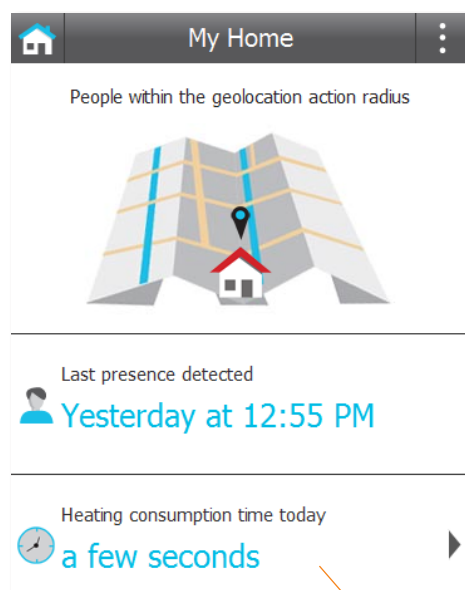 My Home
People within the geolocation action radius
Last presence detected
Yesterday at 12:55 PM
Heating consumption time today
a few seconds